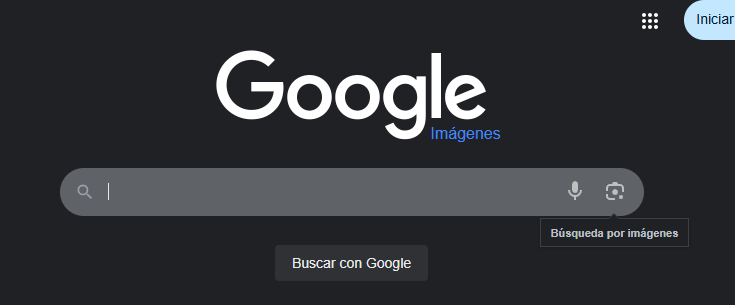 Iniciar
Google
Imágenes
Búsqueda por imágenes
Buscar con Google